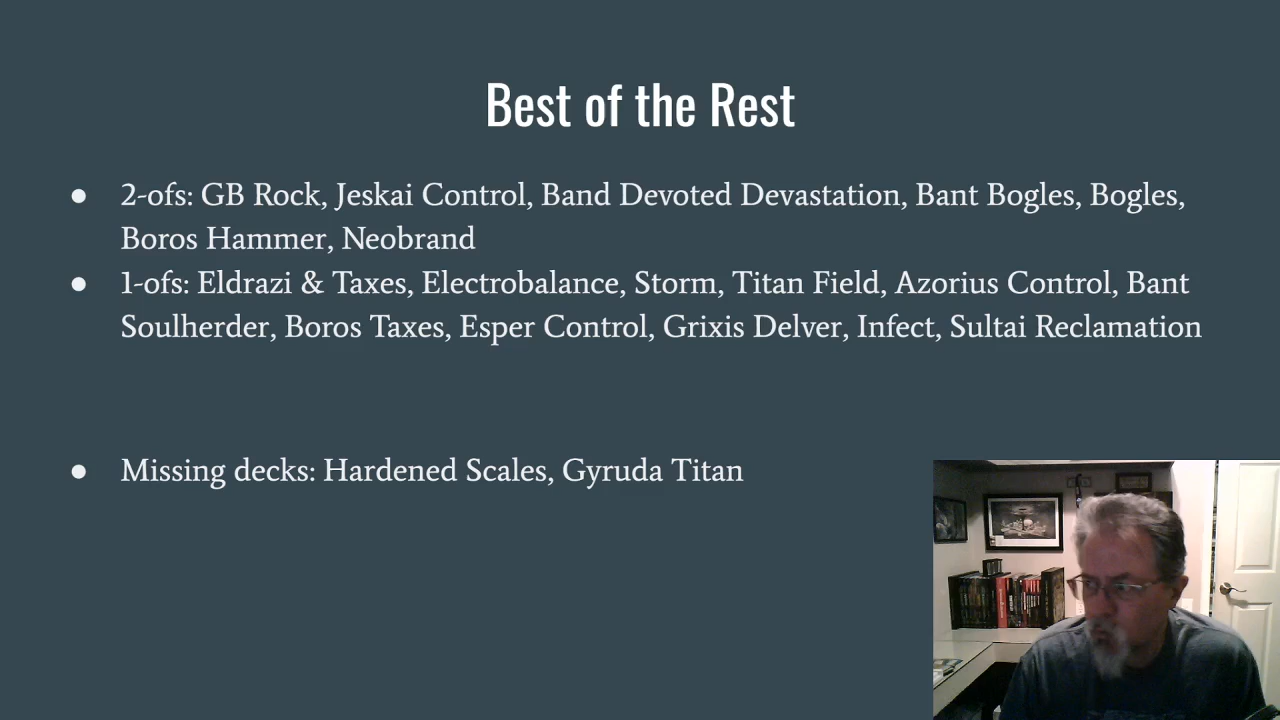 Best of the Rest
● 2-ofs: GB Rock, Jeskai Control, Band Devoted Devastation, Bant Bogles, Bogles,
Boros Hammer, Neobrand
● 1-ofs: Eldrazi & Taxes, Electrobalance, Storm, Titan Field, Azorius Control, Bant
Soulherder, Boros Taxes, Esper Control, Grixis Delver, Infect, Sultai Reclamation
● Missing decks: Hardened Scales, Gyruda Titan